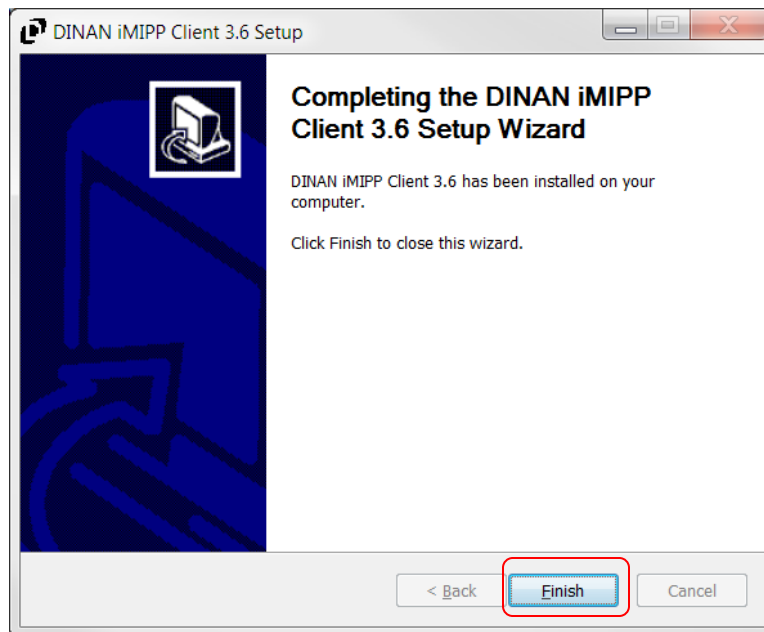 DINAN iMIPP Client 3.6 Setup
Completing the DINAN iMIPP
Client 3.6 Setup Wizard
DINAN iMIPP Client 3.6 has been installed on your
computer.
Click Finish to close this wizard.
< Back
Finish
Cancel